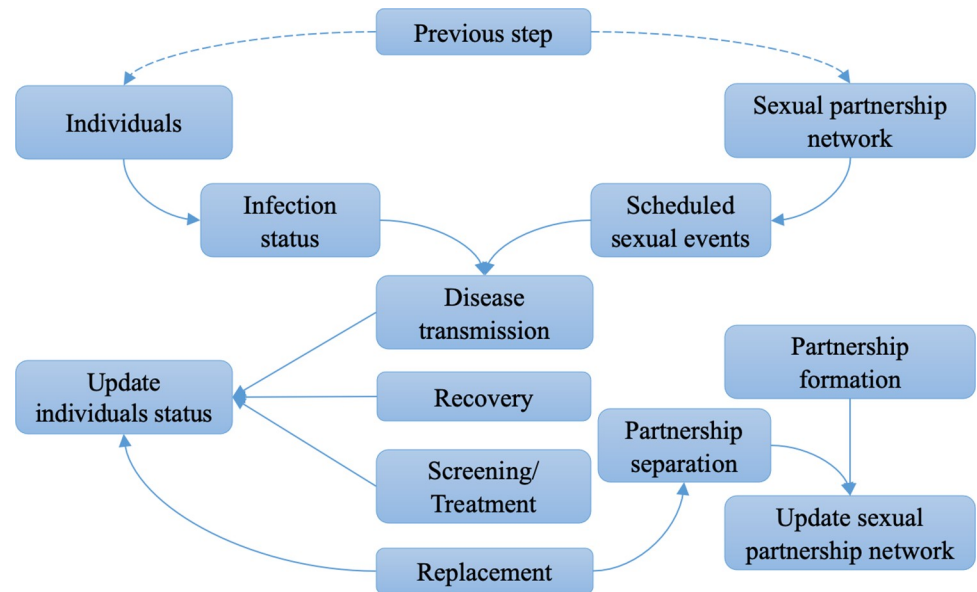 Previous step
Individuals
Sexual partnership
network
Infection
status
Scheduled
sexual events
Disease
transmission
Partnership
formation
Update
individuals status
Recovery
Partnership
separation
Screening/
Treatment
Update sexual
partnership network
Replacement